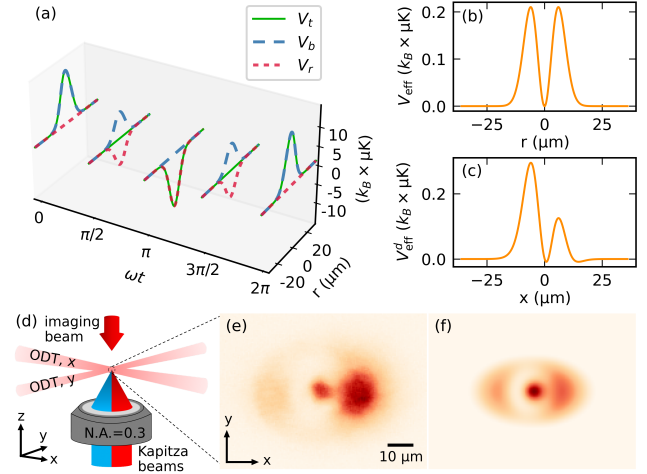 (a)
V_t
V_b
V_r
10
5
0
-5
-10
(k_B × μK)
0
π/2
π
3π/2
2π
ωt
20
0
-20
r (μm)
(b)
0.2
0.1
0.0
V_eff (k_B × μK)
−25
0
25
r (μm)
(c)
0.2
0.0
V^d_eff (k_B × μK)
−25
0
25
x (μm)
(d)
imaging
beam
ODT, x
ODT, y
N.A.=0.3
z
y
x
Kapitza
beams
(e)
y
x
10 μm
(f)